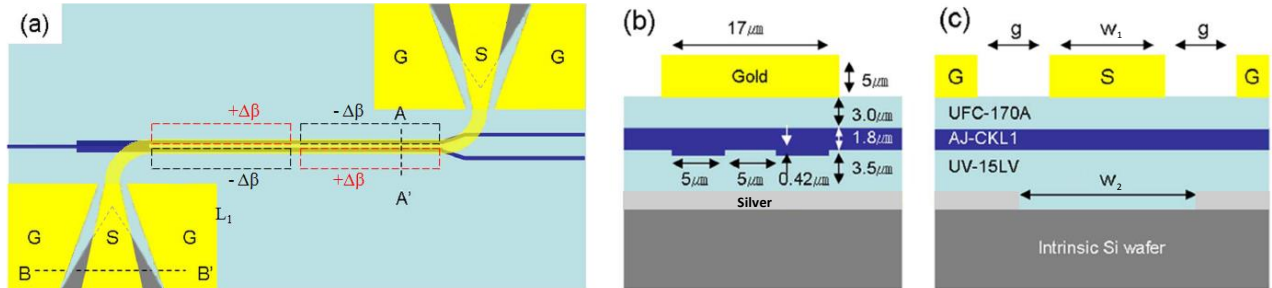 (a)
G
S
G
+Δβ
- Δβ
A
- Δβ
+Δβ
A'
L1
G
S
G
B
B'
(b)
17㎛
Gold
5㎛
3.0㎛
1.8㎛
5㎛
5㎛
0.42㎛
3.5㎛
Silver
(c)
g
W1
g
G
S
G
UFC-170A
AJ-CKL1
UV-15LV
W2
Intrinsic Si wafer